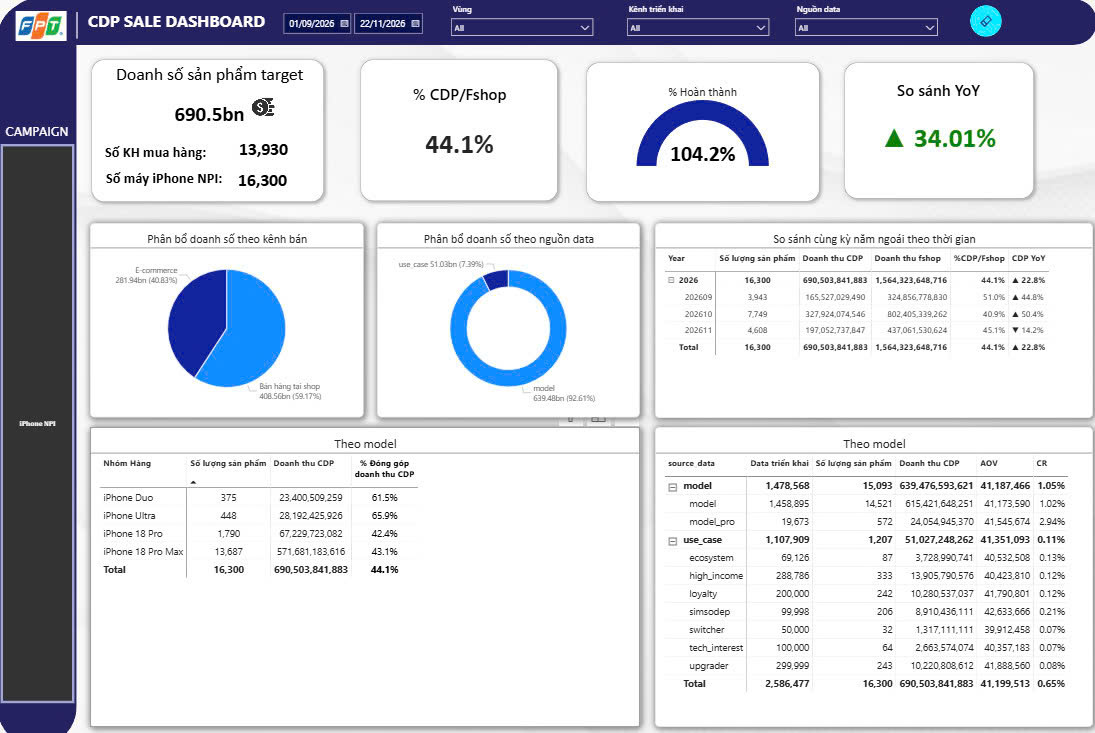 FPT
CDP SALE DASHBOARD
01/09/2026
22/11/2026
Vùng
All
Kênh triển khai
All
Nguồn data
All
CAMPAIGN
iPhone NPI
Doanh số sản phẩm target
690.5bn
Số KH mua hàng: 13,930
Số máy iPhone NPI: 16,300
% CDP/Fshop
44.1%
% Hoàn thành
104.2%
So sánh YoY
▲ 34.01%
Phân bổ doanh số theo kênh bán
E-commerce
281.94bn (40.83%)
Bán hàng tại shop
408.56bn (59.17%)
Phân bổ doanh số theo nguồn data
use_case 51.03bn (7.39%)
model
639.48bn (92.61%)
So sánh cùng kỳ năm ngoái theo thời gian
Year Số lượng sản phẩm Doanh thu CDP Doanh thu fshop %CDP/Fshop CDP YoY
2026 16,300 690,503,841,883 1,564,323,648,716 44.1% ▲ 22.8%
202609 3,943 165,527,029,490 324,856,778,830 51.0% ▲ 44.8%
202610 7,749 327,924,074,546 802,405,339,262 40.9% ▲ 50.4%
202611 4,608 197,052,737,847 437,061,530,624 45.1% ▼ 14.2%
Total 16,300 690,503,841,883 1,564,323,648,716 44.1% ▲ 22.8%
Theo model
Nhóm Hàng Số lượng sản phẩm Doanh thu CDP % Đóng góp
doanh thu CDP
iPhone Duo 375 23,400,509,259 61.5%
iPhone Ultra 448 28,192,425,926 65.9%
iPhone 18 Pro 1,790 67,229,723,082 42.4%
iPhone 18 Pro Max 13,687 571,681,183,616 43.1%
Total 16,300 690,503,841,883 44.1%
Theo model
source_data Data triển khai Số lượng sản phẩm Doanh thu CDP AOV CR
model 1,478,568 15,093 639,476,593,621 41,187,466 1.05%
model 1,458,895 14,521 615,421,648,251 41,173,590 1.02%
model_pro 19,673 572 24,054,945,370 41,545,674 2.94%
use_case 1,107,909 1,207 51,027,248,262 41,351,093 0.11%
ecosystem 69,126 87 3,728,990,741 40,532,508 0.13%
high_income 288,786 333 13,905,790,576 40,423,810 0.12%
loyalty 200,000 242 10,280,537,037 41,790,801 0.12%
simsodep 99,998 206 8,910,436,111 42,633,666 0.21%
switcher 50,000 32 1,317,111,111 39,912,458 0.07%
tech_interest 100,000 64 2,663,574,074 40,357,183 0.07%
upgrader 299,999 243 10,220,808,612 41,888,560 0.08%
Total 2,586,477 16,300 690,503,841,883 41,199,513 0.65%